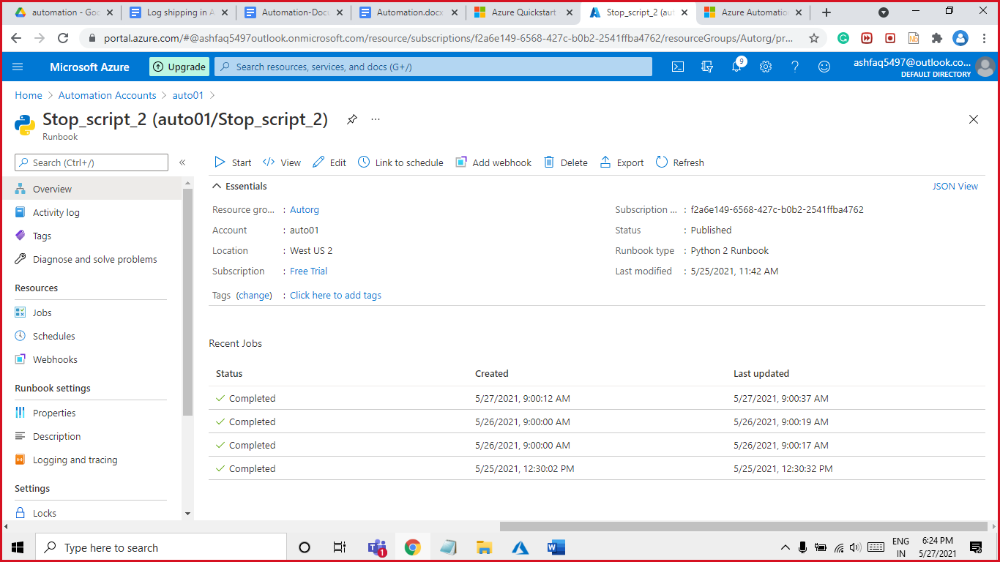 automation - Goo
Log shipping in A
Automation-Docu
Automation.docx
Azure Quickstart
Stop_script_2 (aut
Azure Automatio
portal.azure.com/#@ashfaq5497outlook.onmicrosoft.com/resource/subscriptions/f2a6e149-6568-427c-b0b2-2541ffba4762/resourceGroups/Autorg/pr...
Microsoft Azure
Upgrade
Search resources, services, and docs (G+/)
9
ashfaq5497@outlook.co...
DEFAULT DIRECTORY
Home > Automation Accounts > auto01 >
Stop_script_2 (auto01/Stop_script_2)
...
Runbook
Search (Ctrl+/)
«
Start
View
Edit
Link to schedule
Add webhook
Delete
Export
Refresh
Overview
Activity log
Tags
Diagnose and solve problems
Resources
Jobs
Schedules
Webhooks
Runbook settings
Properties
Description
Logging and tracing
Settings
Locks
Essentials
JSON View
Resource gro... : Autorg
Account : auto01
Location : West US 2
Subscription : Free Trial
Tags (change) : Click here to add tags
Subscription ... : f2a6e149-6568-427c-b0b2-2541ffba4762
Status : Published
Runbook type : Python 2 Runbook
Last modified : 5/25/2021, 11:42 AM
Recent Jobs
Status Created Last updated
Completed 5/27/2021, 9:00:12 AM 5/27/2021, 9:00:37 AM
Completed 5/26/2021, 9:00:00 AM 5/26/2021, 9:00:19 AM
Completed 5/26/2021, 9:00:00 AM 5/26/2021, 9:00:17 AM
Completed 5/25/2021, 12:30:02 PM 5/25/2021, 12:30:32 PM
Type here to search
1
ENG
IN
6:24 PM
5/27/2021